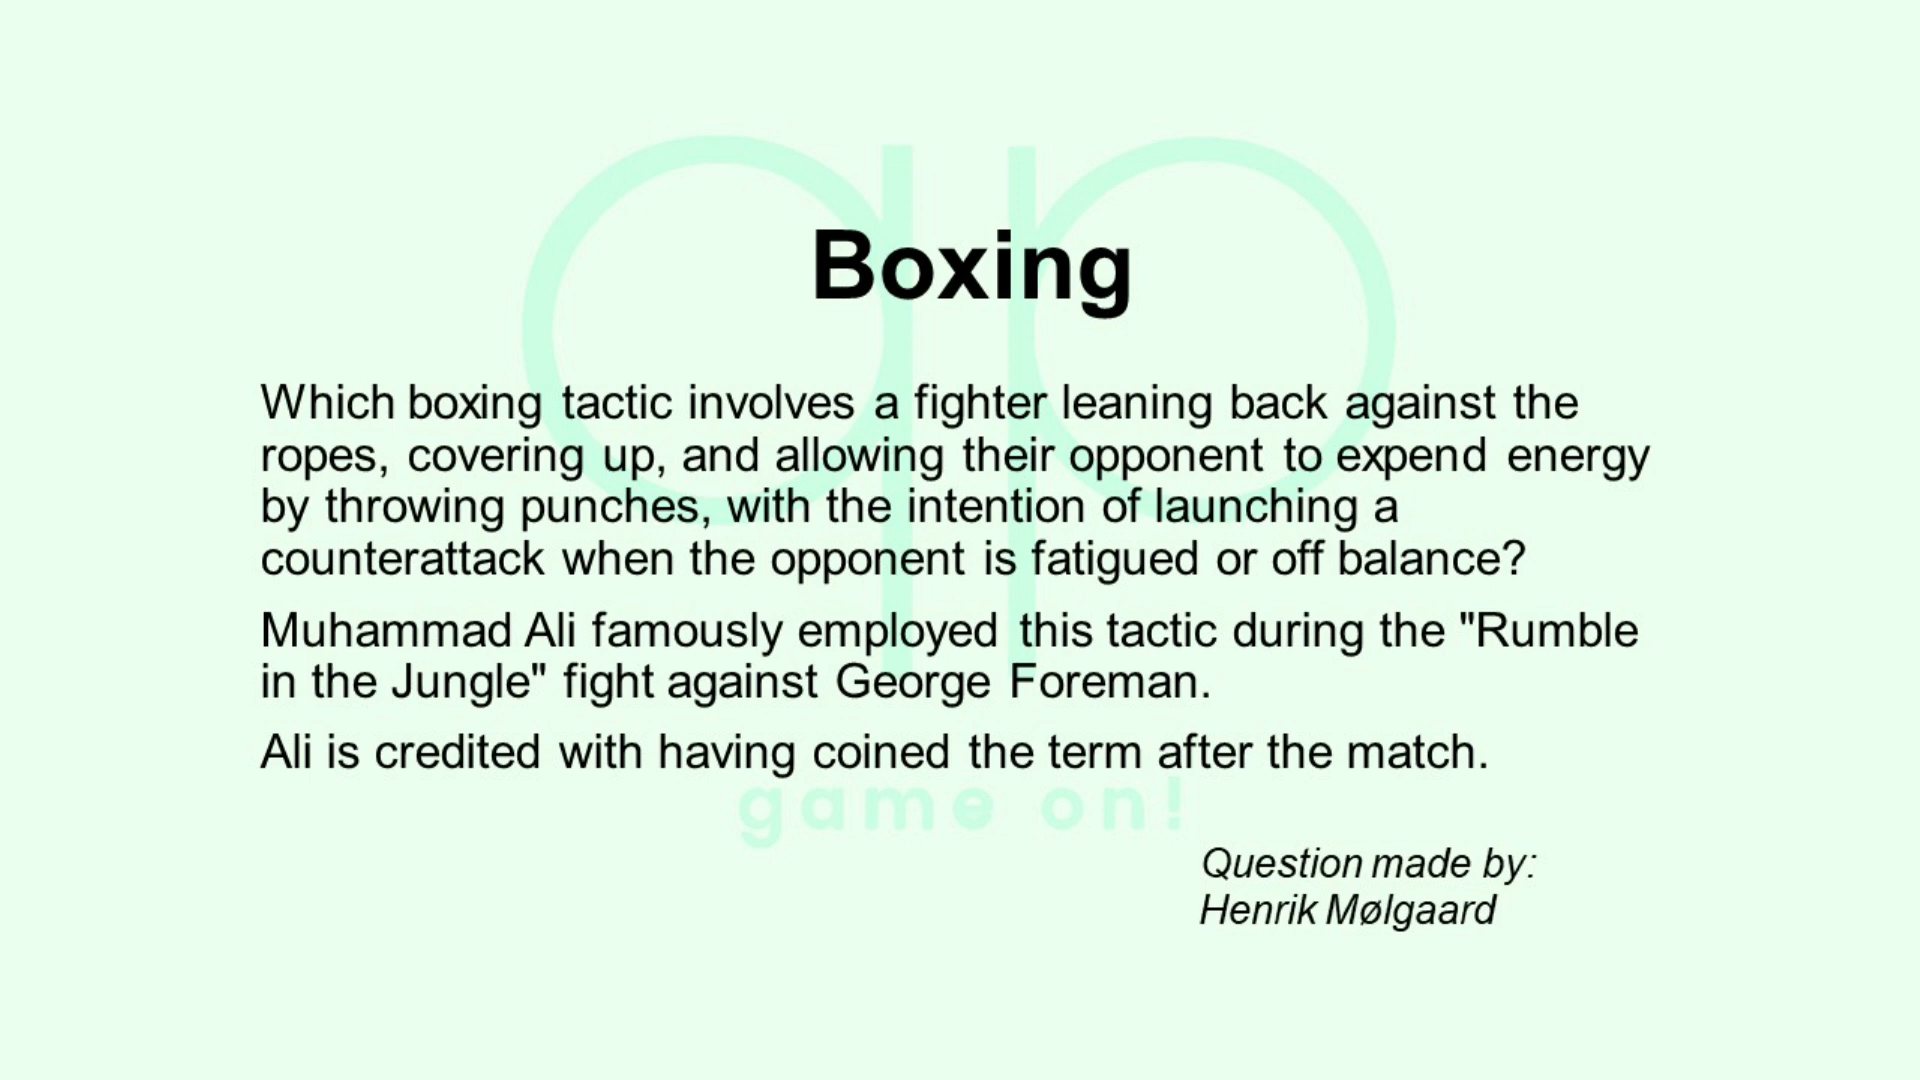 Boxing
Which boxing tactic involves a fighter leaning back against the
ropes, covering up, and allowing their opponent to expend energy
by throwing punches, with the intention of launching a
counterattack when the opponent is fatigued or off balance?
Muhammad Ali famously employed this tactic during the "Rumble
in the Jungle" fight against George Foreman.
Ali is credited with having coined the term after the match.
game on!
Question made by:
Henrik Mølgaard